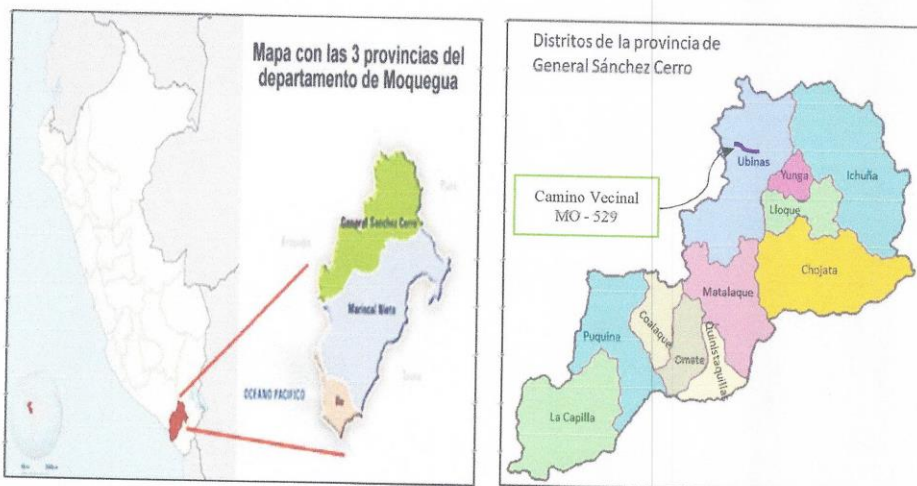 Mapa con las 3 provincias del
departamento de Moquegua
General Sánchez Cerro
Mariscal Nieto
Ilo
OCEANO PACIFICO
Puno
Tacna
Distritos de la provincia de
General Sánchez Cerro
Camino Vecinal
MO - 529
Ubinas
Yunga
Ichuña
Lloque
Chojata
Matalaque
Coalaque
Omate
Quinistaquillas
Puquina
La Capilla